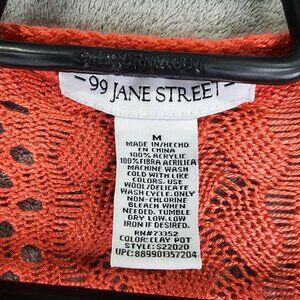 -99 JANE STREET-
M
MADE IN/HECHO
EN CHINA
100% ACRYLIC
100% FIBRA ACRILICA
MACHINE WASH
COLD WITH LIKE
COLORS. USE
WOOL/DELICATE
WASH CYCLE. ONLY
NON-CHLORINE
BLEACH WHEN
NEEDED. TUMBLE
DRY LOW. LOW
IRON IF DESIRED.
RN#73352
COLOR: CLAY POT
STYLE: S22020
UPC: 889901357204